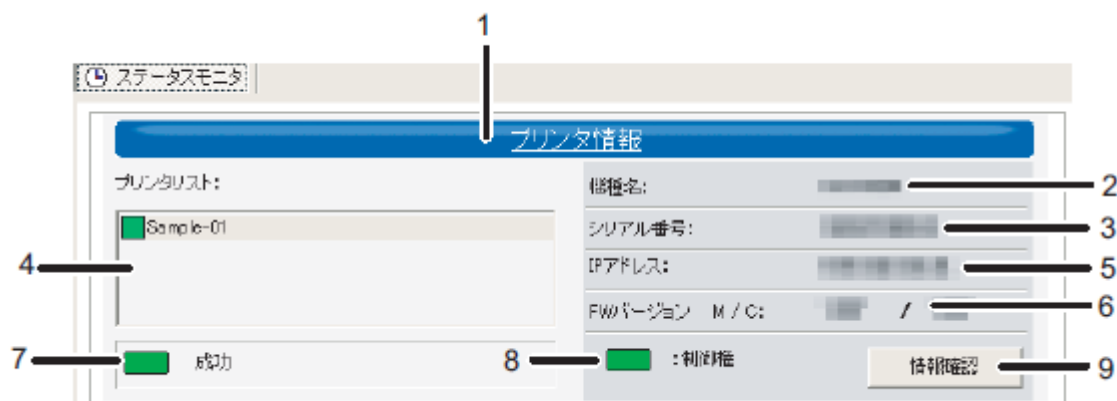 1
ステータスモニタ
プリンタ情報
プリンタリスト:
機種名:
2
Sample-01
シリアル番号:
3
4
IPアドレス:
5
FWバージョン M / C:
/
6
7
成功
8
:制御権
情報確認
9